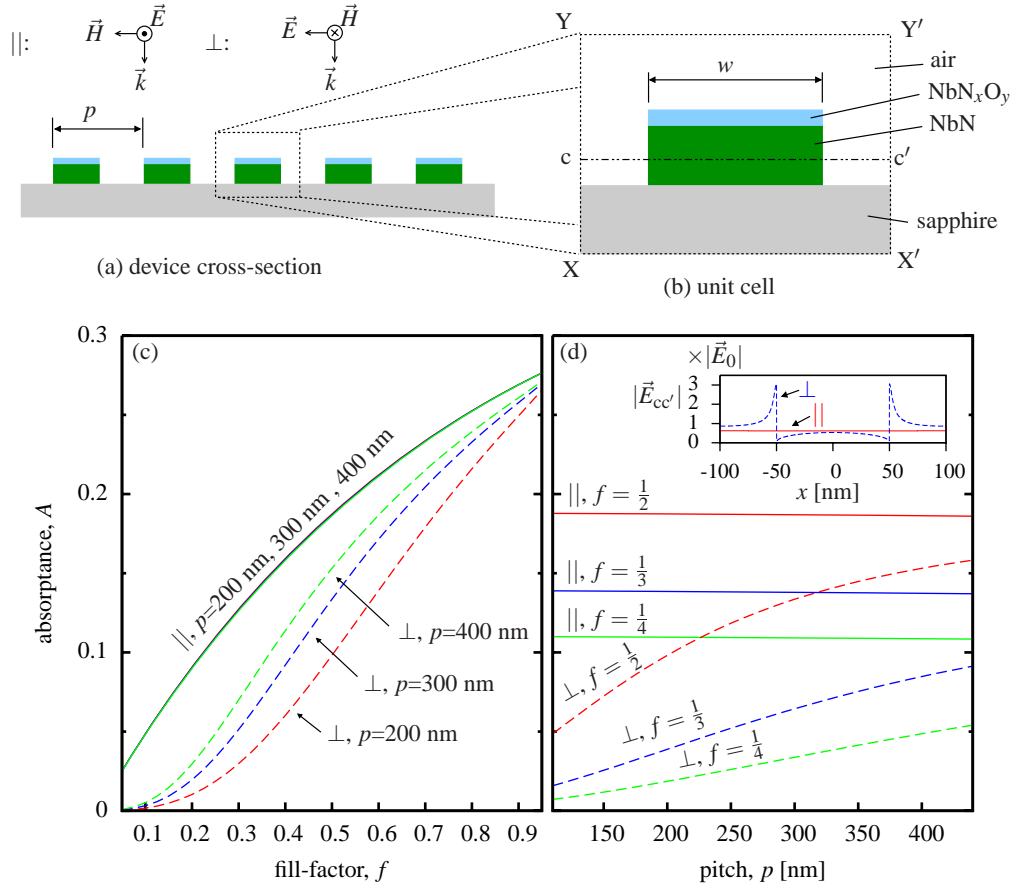 ||: H⃗ E⃗ k⃗ ⊥: E⃗ H⃗ k⃗
p
(a) device cross-section
Y Y′
w
air
NbNₓOᵧ
NbN
c c′
sapphire
X X′
(b) unit cell
(c)
absorptance, A
0.3
0.2
0.1
0
||, p=200 nm, 300 nm , 400 nm
⊥, p=400 nm
⊥, p=300 nm
⊥, p=200 nm
0.1 0.2 0.3 0.4 0.5 0.6 0.7 0.8 0.9
fill-factor, f
(d)
×|E⃗₀|
|E⃗cc′|
3
2
1
0
⊥
||
-100 -50 0 50 100
x [nm]
||, f = 1/2
||, f = 1/3
||, f = 1/4
⊥, f = 1/2
⊥, f = 1/3
⊥, f = 1/4
150 200 250 300 350 400
pitch, p [nm]